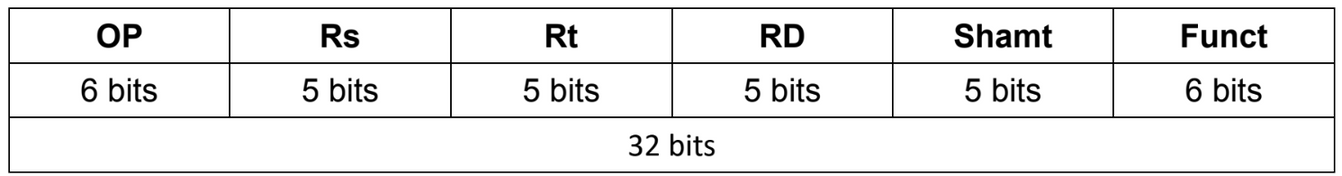 OP Rs Rt RD Shamt Funct
6 bits 5 bits 5 bits 5 bits 5 bits 6 bits
32 bits